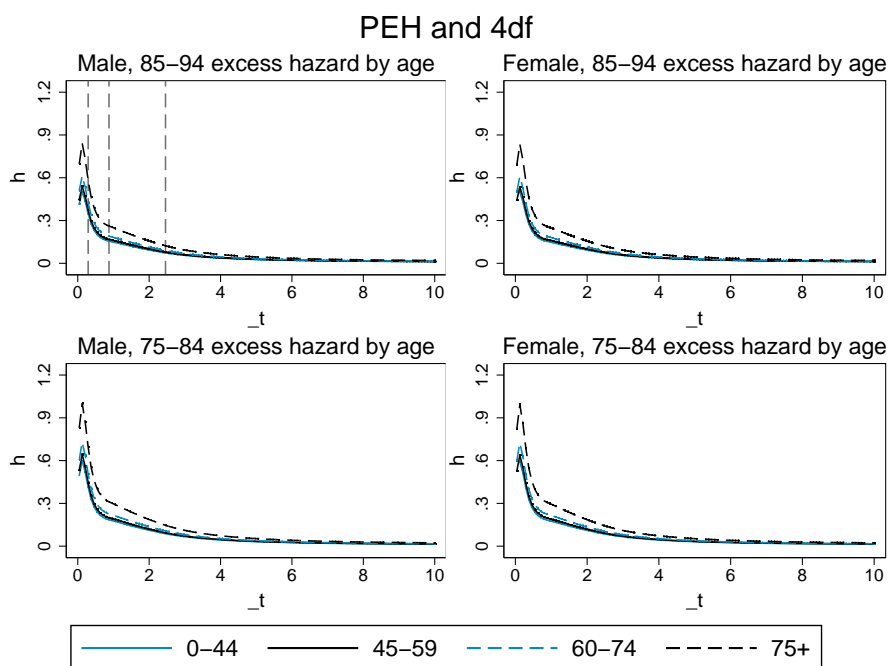 PEH and 4df
Male, 85−94 excess hazard by age
1.2
.9
.6
.3
0
h
0 2 4 6 8 10
_t
Female, 85−94 excess hazard by age
1.2
.9
.6
.3
0
h
0 2 4 6 8 10
_t
Male, 75−84 excess hazard by age
1.2
.9
.6
.3
0
h
0 2 4 6 8 10
_t
Female, 75−84 excess hazard by age
1.2
.9
.6
.3
0
h
0 2 4 6 8 10
_t
0−44 45−59 60−74 75+